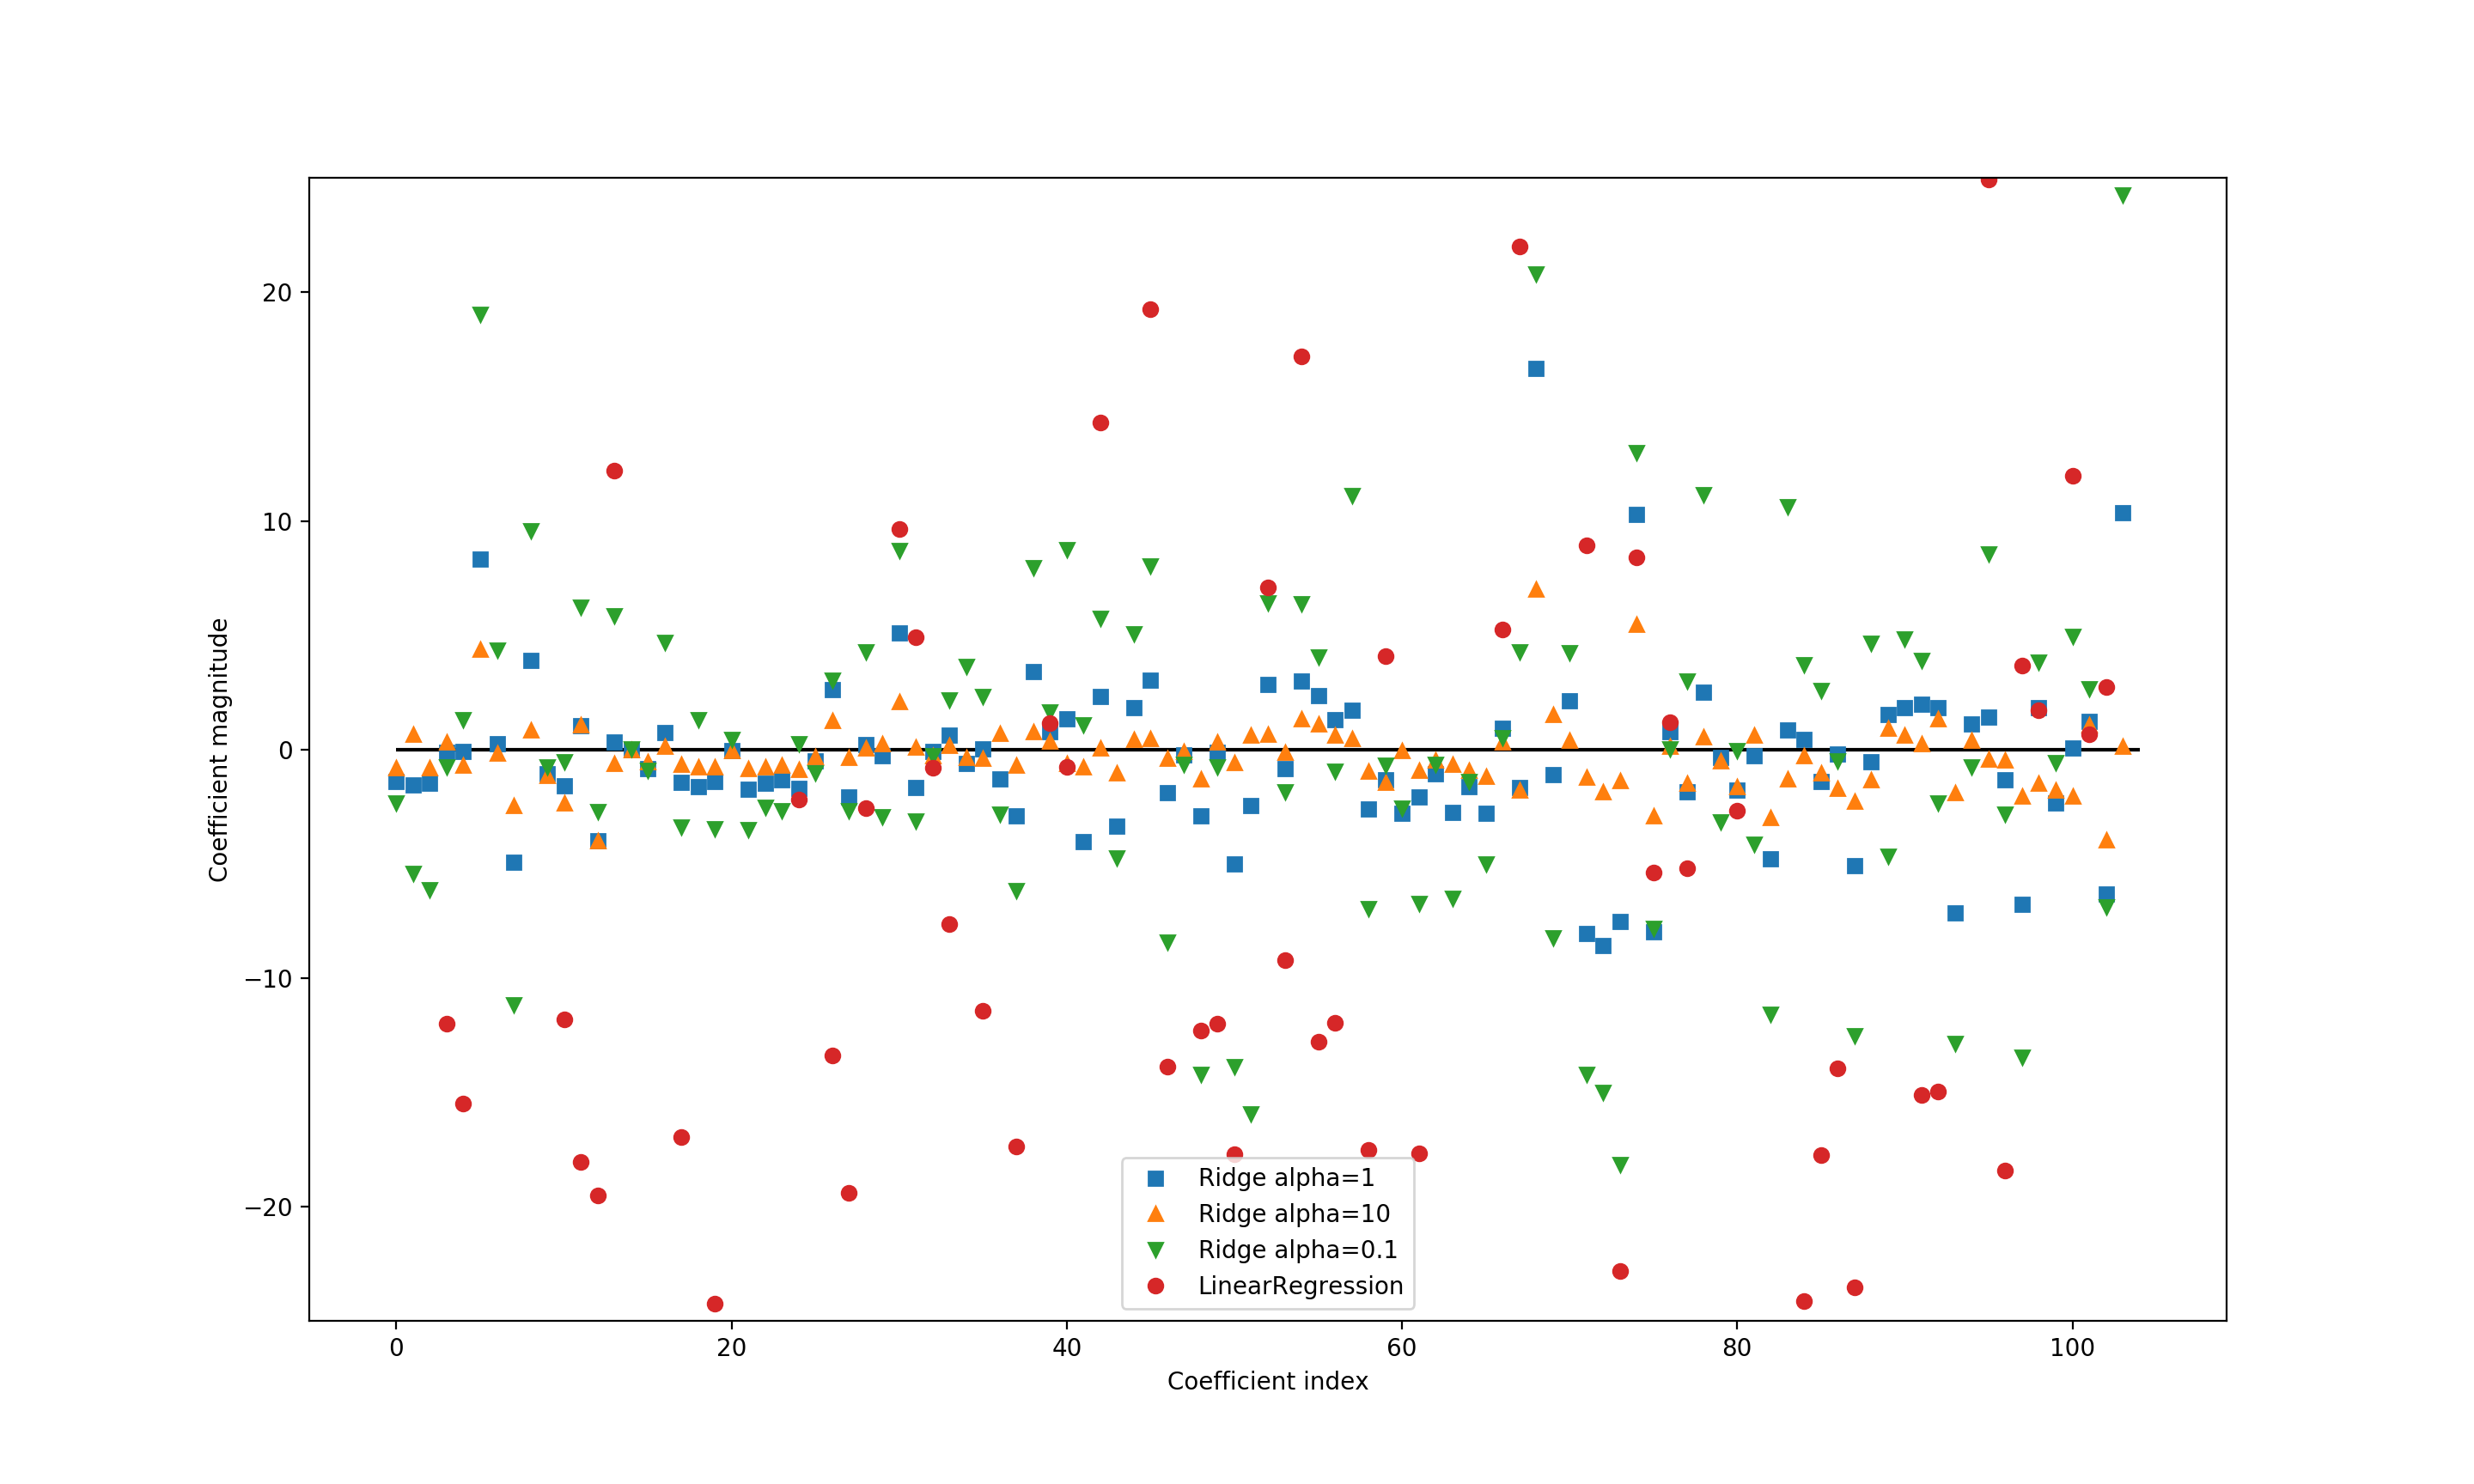 20
10
0
−10
−20
Coefficient magnitude
Ridge alpha=1
Ridge alpha=10
Ridge alpha=0.1
LinearRegression
0 20 40 60 80 100
Coefficient index